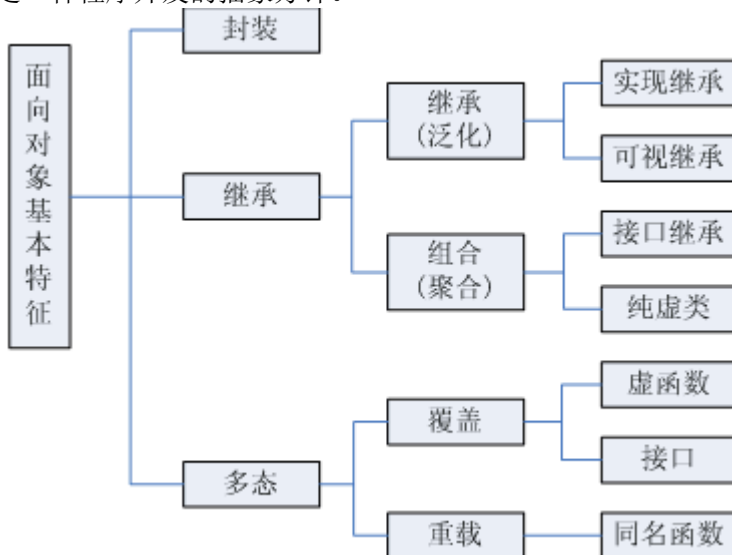 封装
面向对象基本特征
继承
(泛化)
实现继承
可视继承
继承
组合
(聚合)
接口继承
纯虚类
多态
覆盖
虚函数
接口
重载
同名函数